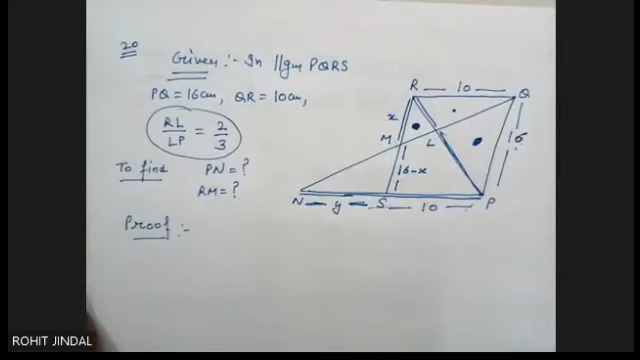 20
Given :- In ||gm PQRS
PQ = 16cm, QR = 10cm,
RL/LP = 2/3
To find PN = ?
RM = ?
Proof :-
R — 10 — Q
x
M
L
16
16-x
P
N — y — S — 10 — P
ROHIT JINDAL